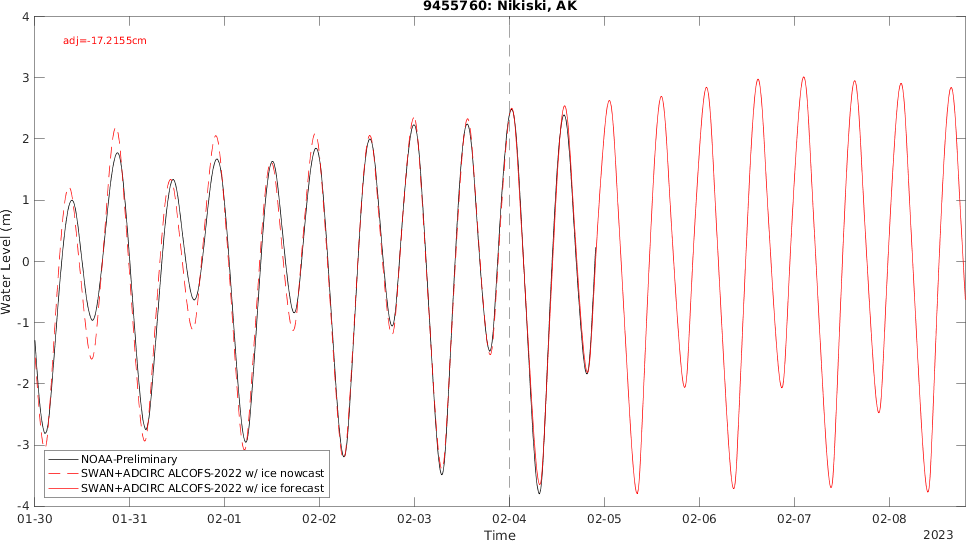 9455760: Nikiski, AK
adj=-17.2155cm
4
3
2
1
0
-1
-2
-3
-4
Water Level (m)
NOAA-Preliminary
SWAN+ADCIRC ALCOFS-2022 w/ ice nowcast
SWAN+ADCIRC ALCOFS-2022 w/ ice forecast
01-30 01-31 02-01 02-02 02-03 02-04 02-05 02-06 02-07 02-08
Time
2023